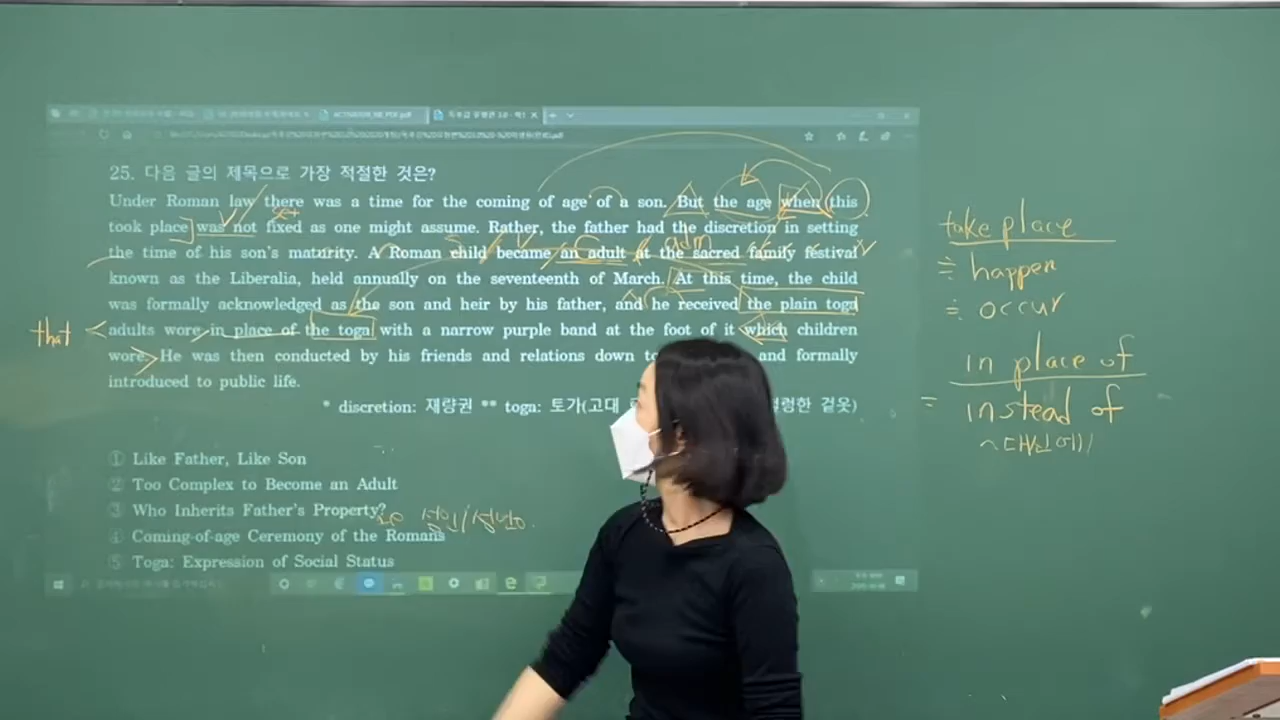 25. 다음 글의 제목으로 가장 적절한 것은?
Under Roman law there was a time for the coming of age of a son. But the age when this
took place was not fixed as one might assume. Rather, the father had the discretion in setting
the time of his son's maturity. A Roman child became an adult at the sacred family festival
known as the Liberalia, held annually on the seventeenth of March. At this time, the child
was formally acknowledged as the son and heir by his father, and he received the plain toga
adults wore in place of the toga with a narrow purple band at the foot of it which children
wore. He was then conducted by his friends and relations down to and formally
introduced to public life.
* discretion: 재량권 ** toga: 토가(고대 겉옷)
① Like Father, Like Son
② Too Complex to Become an Adult
③ Who Inherits Father's Property?
④ Coming-of-age Ceremony of the Romans
⑤ Toga: Expression of Social Status
set
that
성인/성년
take place
≒ happen
≒ occur
in place of
= instead of
~대신에